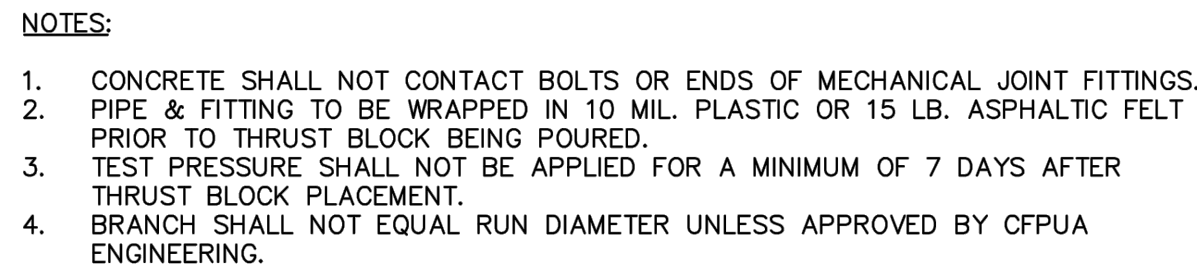 NOTES:
1. CONCRETE SHALL NOT CONTACT BOLTS OR ENDS OF MECHANICAL JOINT FITTINGS.
2. PIPE & FITTING TO BE WRAPPED IN 10 MIL. PLASTIC OR 15 LB. ASPHALTIC FELT
PRIOR TO THRUST BLOCK BEING POURED.
3. TEST PRESSURE SHALL NOT BE APPLIED FOR A MINIMUM OF 7 DAYS AFTER
THRUST BLOCK PLACEMENT.
4. BRANCH SHALL NOT EQUAL RUN DIAMETER UNLESS APPROVED BY CFPUA
ENGINEERING.